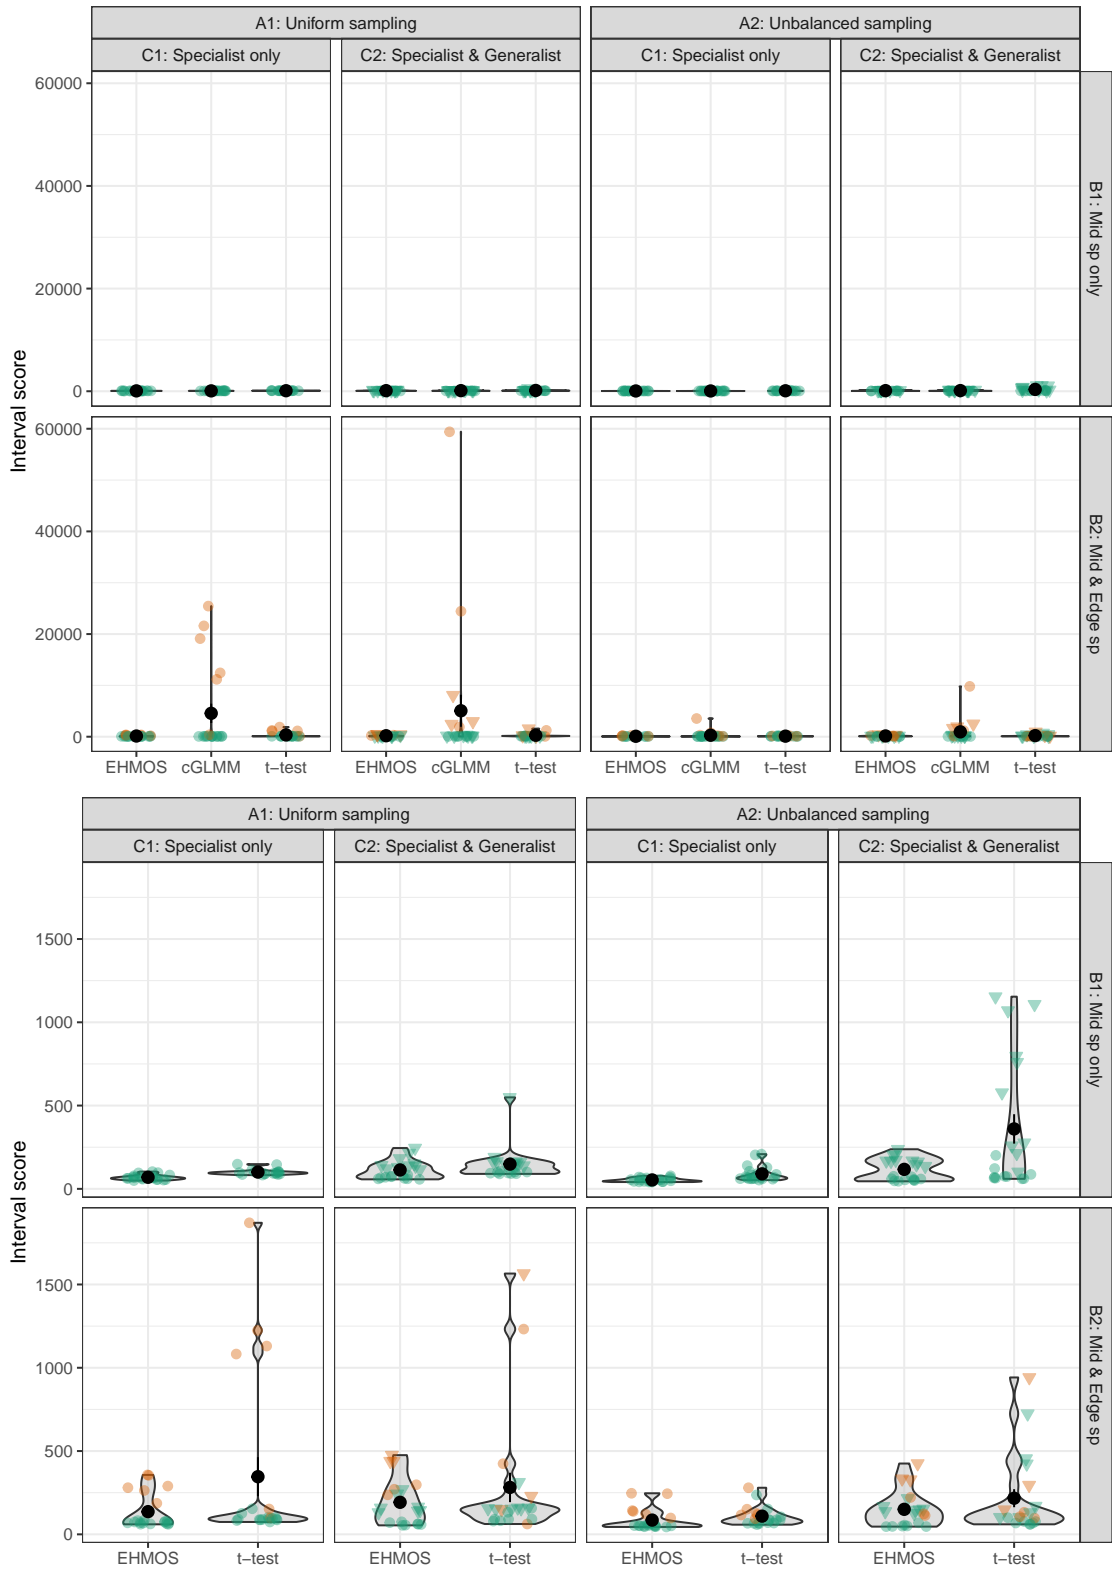 A1: Uniform sampling
A2: Unbalanced sampling
C1: Specialist only
C2: Specialist & Generalist
C1: Specialist only
C2: Specialist & Generalist
60000
40000
20000
0
B1: Mid sp only
Interval score
60000
40000
20000
0
B2: Mid & Edge sp
EHMOS cGLMM t−test
EHMOS cGLMM t−test
EHMOS cGLMM t−test
EHMOS cGLMM t−test
A1: Uniform sampling
A2: Unbalanced sampling
C1: Specialist only
C2: Specialist & Generalist
C1: Specialist only
C2: Specialist & Generalist
1500
1000
500
0
B1: Mid sp only
Interval score
1500
1000
500
0
B2: Mid & Edge sp
EHMOS t−test
EHMOS t−test
EHMOS t−test
EHMOS t−test